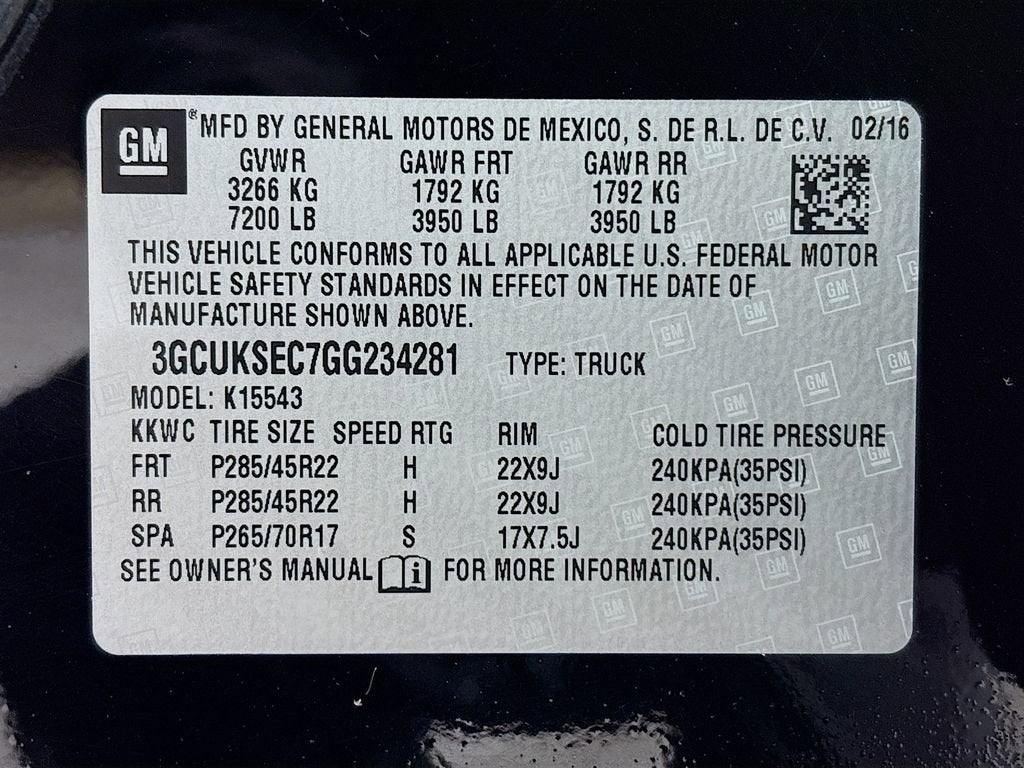 GM ® MFD BY GENERAL MOTORS DE MEXICO, S. DE R.L. DE C.V. 02/16
GVWR GAWR FRT GAWR RR
3266 KG 1792 KG 1792 KG
7200 LB 3950 LB 3950 LB
THIS VEHICLE CONFORMS TO ALL APPLICABLE U.S. FEDERAL MOTOR
VEHICLE SAFETY STANDARDS IN EFFECT ON THE DATE OF
MANUFACTURE SHOWN ABOVE.
3GCUKSEC7GG234281 TYPE: TRUCK
MODEL: K15543
KKWC TIRE SIZE SPEED RTG RIM COLD TIRE PRESSURE
FRT P285/45R22 H 22X9J 240KPA(35PSI)
RR P285/45R22 H 22X9J 240KPA(35PSI)
SPA P265/70R17 S 17X7.5J 240KPA(35PSI)
SEE OWNER'S MANUAL i FOR MORE INFORMATION.